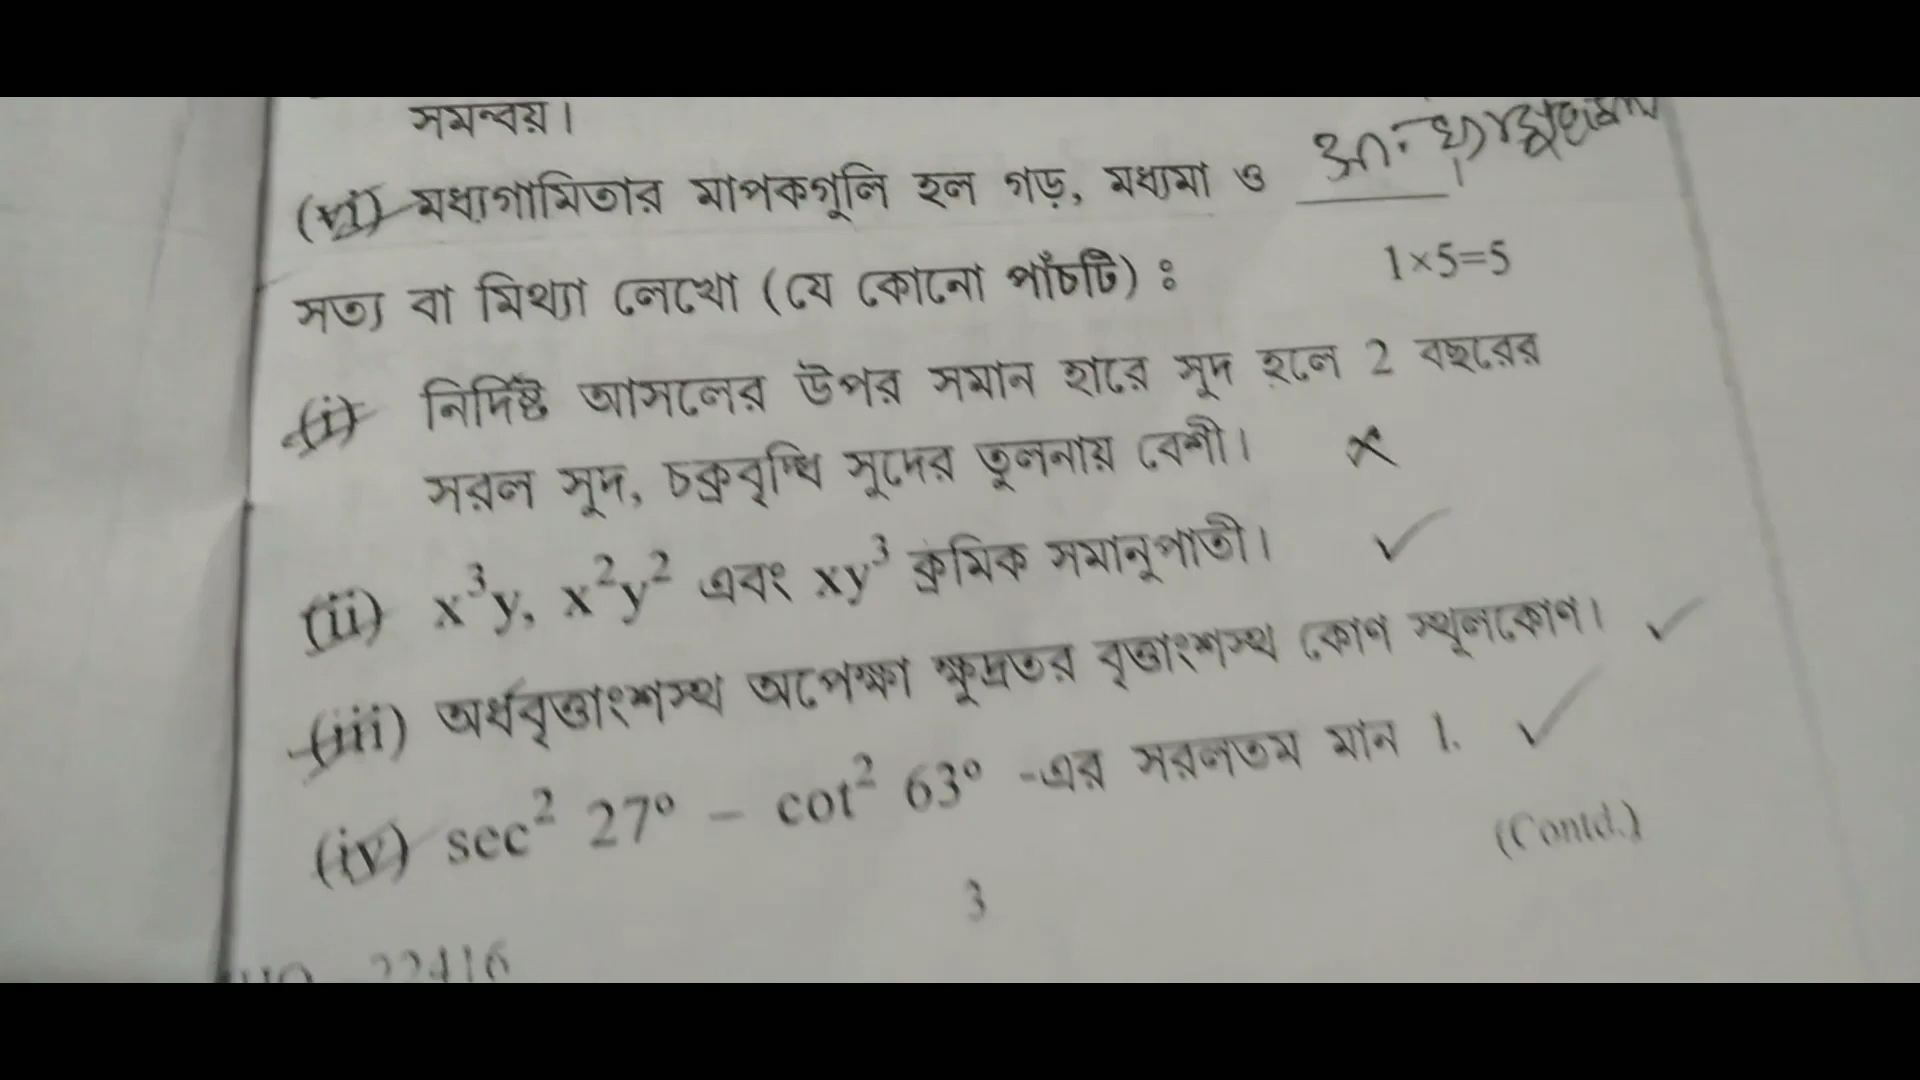 সমন্বয়।
(vi) মধ্যগামিতার মাপকগুলি হল গড়, মধ্যমা ও ______।
সত্য বা মিথ্যা লেখো (যে কোনো পাঁচটি) : 1×5=5
(i) নির্দিষ্ট আসলের উপর সমান হারে সুদ হলে 2 বছরের
সরল সুদ, চক্রবৃদ্ধি সুদের তুলনায় বেশী। ×
(ii) x³y, x²y² এবং xy³ ক্রমিক সমানুপাতী। ✓
(iii) অর্ধবৃত্তাংশস্থ অপেক্ষা ক্ষুদ্রতর বৃত্তাংশস্থ কোণ স্থূলকোণ। ✓
(iv) sec² 27° – cot² 63° -এর সরলতম মান 1. ✓
(Contd.)
3
22416